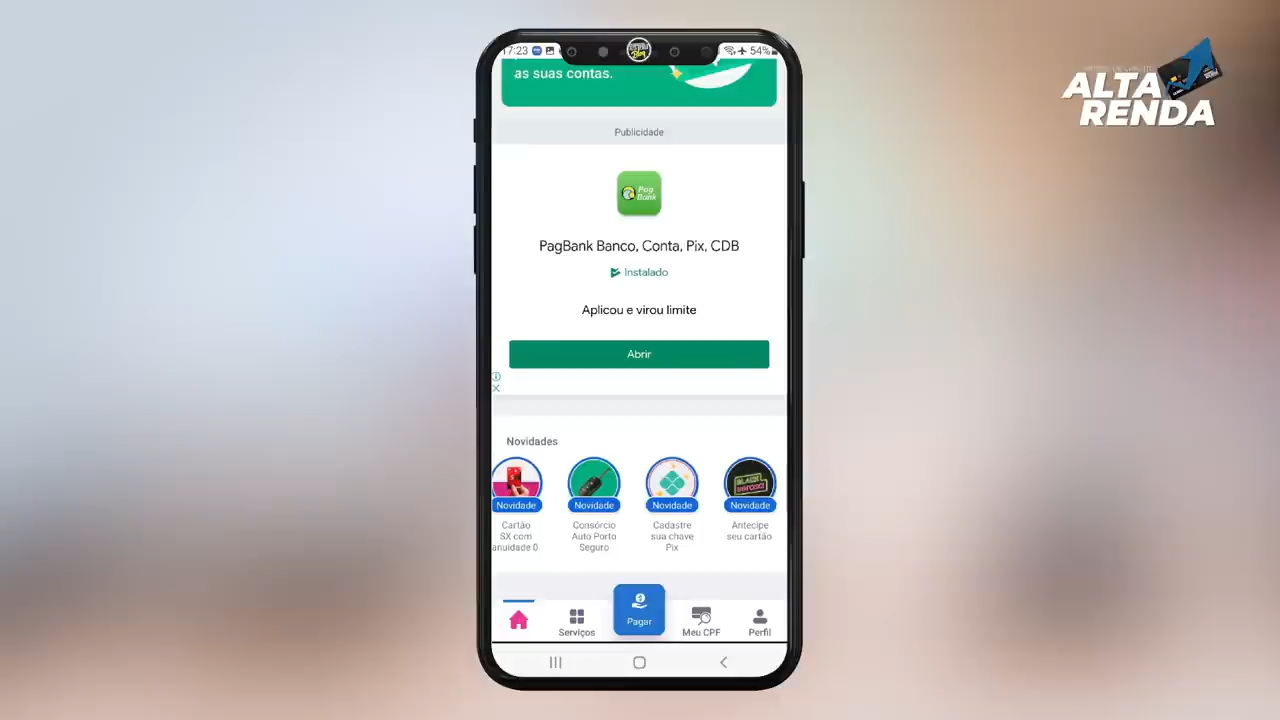 17:23
54%
as suas contas.
ALTA
RENDA
Publicidade
Pag
Bank
PagBank Banco, Conta, Pix, CDB
Instalado
Aplicou e virou limite
Abrir
Novidades
Novidade
Novidade
Novidade
Novidade
Cartão
SX com
anuidade 0
Consórcio
Auto Porto
Seguro
Cadastre
sua chave
Pix
Antecipe
seu cartão
Pagar
Serviços
Meu CPF
Perfil